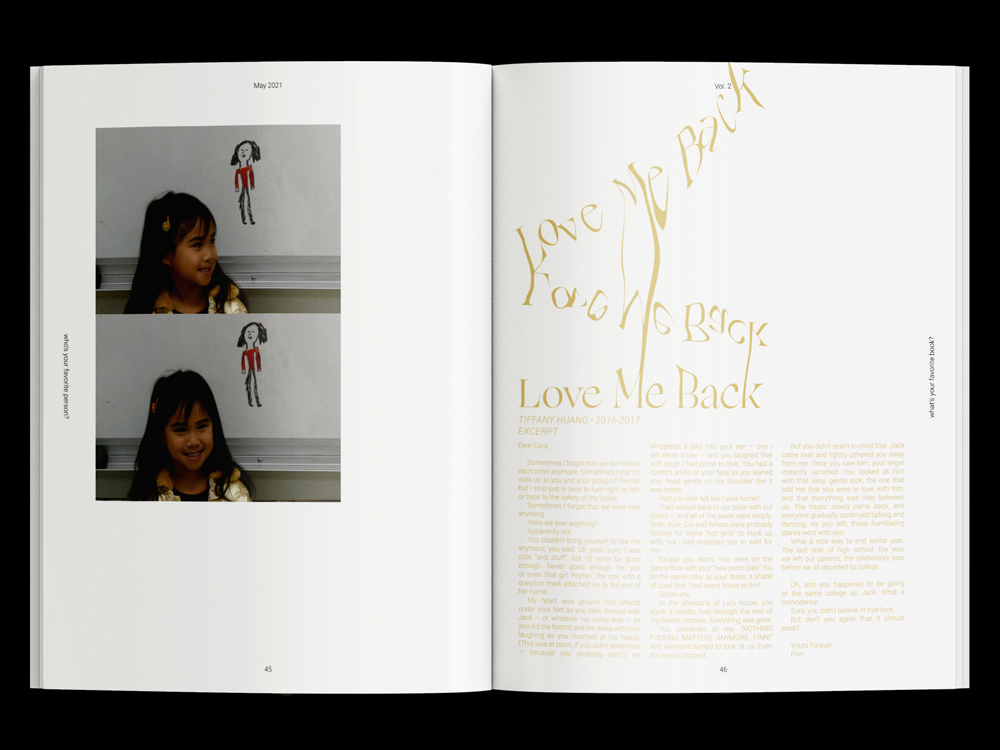 May 2021
who's your favorite person?
45
Vol. 2
Love Me Back
Love Me Back
Love Me Back
TIFFANY HUANG • 2016-2017
EXCERPT
Dear Cara,
Sometimes I forget that we don't know
each other anymore. Sometimes I start to
walk up to you and your group of friends,
but I stop just in time to turn right, or left,
or back to the safety of my locker.
Sometimes I forget that we were ever
anything.
Were we ever anything?
Apparently not.
You couldn't bring yourself to like me
anymore, you said. Oh yeah, sure, I was
cute "and stuff", but I'd never be good
enough. Never good enough for you
or even "that girl Peyton", the one with a
question mark attached on to the end of
her name.
My heart was ground into shards
under your feet as you slow danced with
Jack — or whatever his name was — as
you did the foxtrot and the salsa with him,
laughing as you clutched at his hands.
(This was at prom, if you didn't remember
— because you probably don't.) He
whispered a joke into your ear — one I
will never know — and you laughed that
soft laugh I had come to love. You had a
content smile on your face as you leaned
your head gently on his shoulder like it
was home.
Had you ever felt like I was home?
I had walked back to our table with our
drinks — and all of the seats were empty.
Yeah, sure, Cal and Wilson were probably
looking for some "hot girls" to hook up
with, but I had expected you to wait for
me.
Except you didn't. You were on the
dance floor with your "new prom date", his
tie the same color as your dress, a shade
of coral that I had spent hours to find.
Screw you.
At the afterparty at Liv's house, you
stuck a stiletto heel through the rest of
my heart's remains. Everything was gone.
You screamed at me, "NOTHING
FUCKING MATTERS ANYMORE, FINN!"
And everyone turned to look at us. Even
the music stopped.
But you didn't seem to mind that. Jack
came over and lightly ushered you away
from me. Once you saw him, your anger
instantly vanished. You looked at him
with that easy, gentle look, the one that
told me that you were in love with him,
and that everything was over between
us. The music slowly came back, and
everyone gradually continued talking and
dancing. As you left, those humiliating
stares went with you.
What a nice way to end senior year.
The last year of high school, the year
we left our parents, the celebratory year
before we all departed to college.
Oh, and you happened to be going
to the same college as Jack. What a
coincidence.
Sure, you didn't believe in true love.
But don't you agree that it should
exist?
Yours Forever,
Finn
what's your favorite book?
46